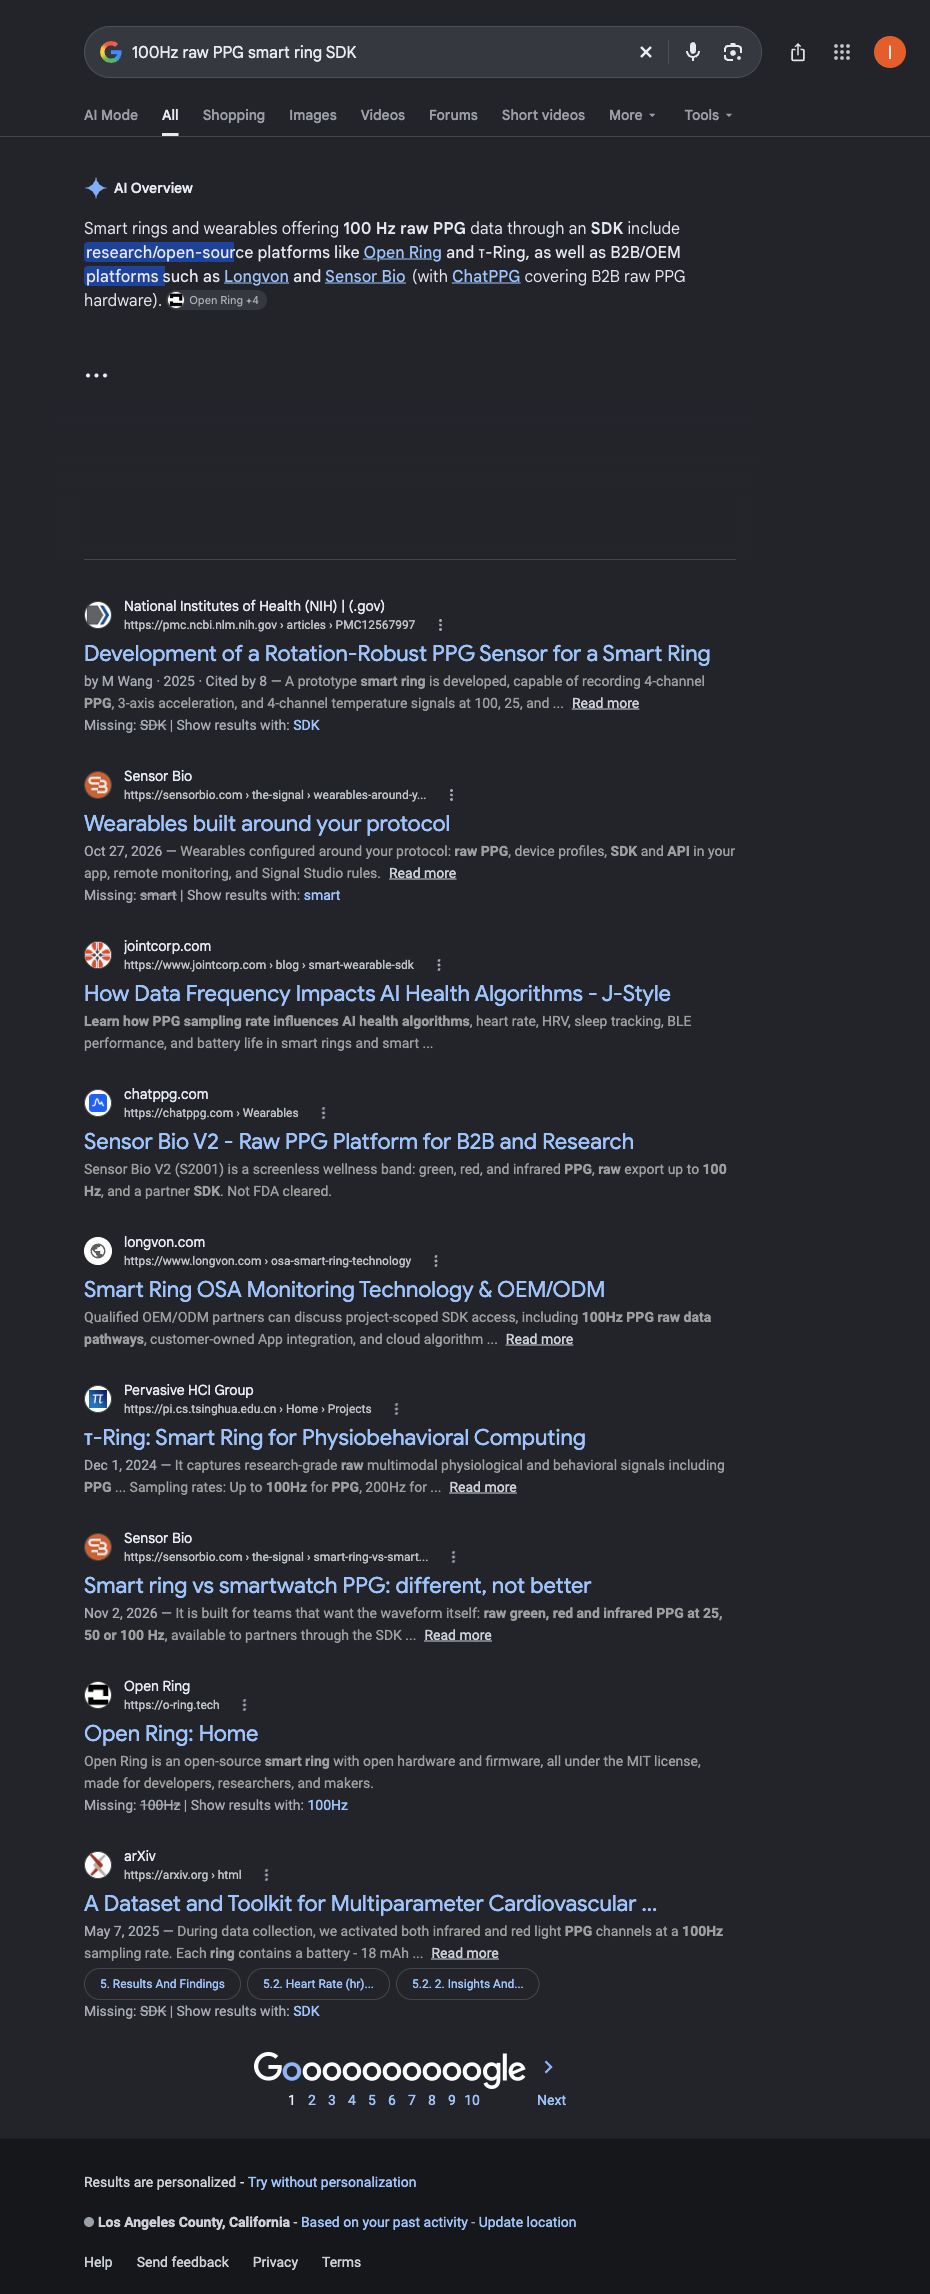 100Hz raw PPG smart ring SDK
I
AI Mode All Shopping Images Videos Forums Short videos More Tools
AI Overview
Smart rings and wearables offering 100 Hz raw PPG data through an SDK include
research/open-source platforms like Open Ring and τ-Ring, as well as B2B/OEM
platforms such as Longvon and Sensor Bio (with ChatPPG covering B2B raw PPG
hardware). Open Ring +4
...
National Institutes of Health (NIH) | (.gov)
https://pmc.ncbi.nlm.nih.gov › articles › PMC12567997
Development of a Rotation-Robust PPG Sensor for a Smart Ring
by M Wang · 2025 · Cited by 8 — A prototype smart ring is developed, capable of recording 4-channel
PPG, 3-axis acceleration, and 4-channel temperature signals at 100, 25, and ... Read more
Missing: SDK | Show results with: SDK
Sensor Bio
https://sensorbio.com › the-signal › wearables-around-y...
Wearables built around your protocol
Oct 27, 2026 — Wearables configured around your protocol: raw PPG, device profiles, SDK and API in your
app, remote monitoring, and Signal Studio rules. Read more
Missing: smart | Show results with: smart
jointcorp.com
https://www.jointcorp.com › blog › smart-wearable-sdk
How Data Frequency Impacts AI Health Algorithms - J-Style
Learn how PPG sampling rate influences AI health algorithms, heart rate, HRV, sleep tracking, BLE
performance, and battery life in smart rings and smart ...
chatppg.com
https://chatppg.com › Wearables
Sensor Bio V2 - Raw PPG Platform for B2B and Research
Sensor Bio V2 (S2001) is a screenless wellness band: green, red, and infrared PPG, raw export up to 100
Hz, and a partner SDK. Not FDA cleared.
longvon.com
https://www.longvon.com › osa-smart-ring-technology
Smart Ring OSA Monitoring Technology & OEM/ODM
Qualified OEM/ODM partners can discuss project-scoped SDK access, including 100Hz PPG raw data
pathways, customer-owned App integration, and cloud algorithm ... Read more
Pervasive HCI Group
https://pi.cs.tsinghua.edu.cn › Home › Projects
τ-Ring: Smart Ring for Physiobehavioral Computing
Dec 1, 2024 — It captures research-grade raw multimodal physiological and behavioral signals including
PPG ... Sampling rates: Up to 100Hz for PPG, 200Hz for ... Read more
Sensor Bio
https://sensorbio.com › the-signal › smart-ring-vs-smart...
Smart ring vs smartwatch PPG: different, not better
Nov 2, 2026 — It is built for teams that want the waveform itself: raw green, red and infrared PPG at 25,
50 or 100 Hz, available to partners through the SDK ... Read more
Open Ring
https://o-ring.tech
Open Ring: Home
Open Ring is an open-source smart ring with open hardware and firmware, all under the MIT license,
made for developers, researchers, and makers.
Missing: 100Hz | Show results with: 100Hz
arXiv
https://arxiv.org › html
A Dataset and Toolkit for Multiparameter Cardiovascular ...
May 7, 2025 — During data collection, we activated both infrared and red light PPG channels at a 100Hz
sampling rate. Each ring contains a battery - 18 mAh ... Read more
5. Results And Findings 5.2. Heart Rate (hr)... 5.2. 2. Insights And...
Missing: SDK | Show results with: SDK
Goooooooooogle
1 2 3 4 5 6 7 8 9 10 Next
Results are personalized - Try without personalization
Los Angeles County, California - Based on your past activity - Update location
Help Send feedback Privacy Terms